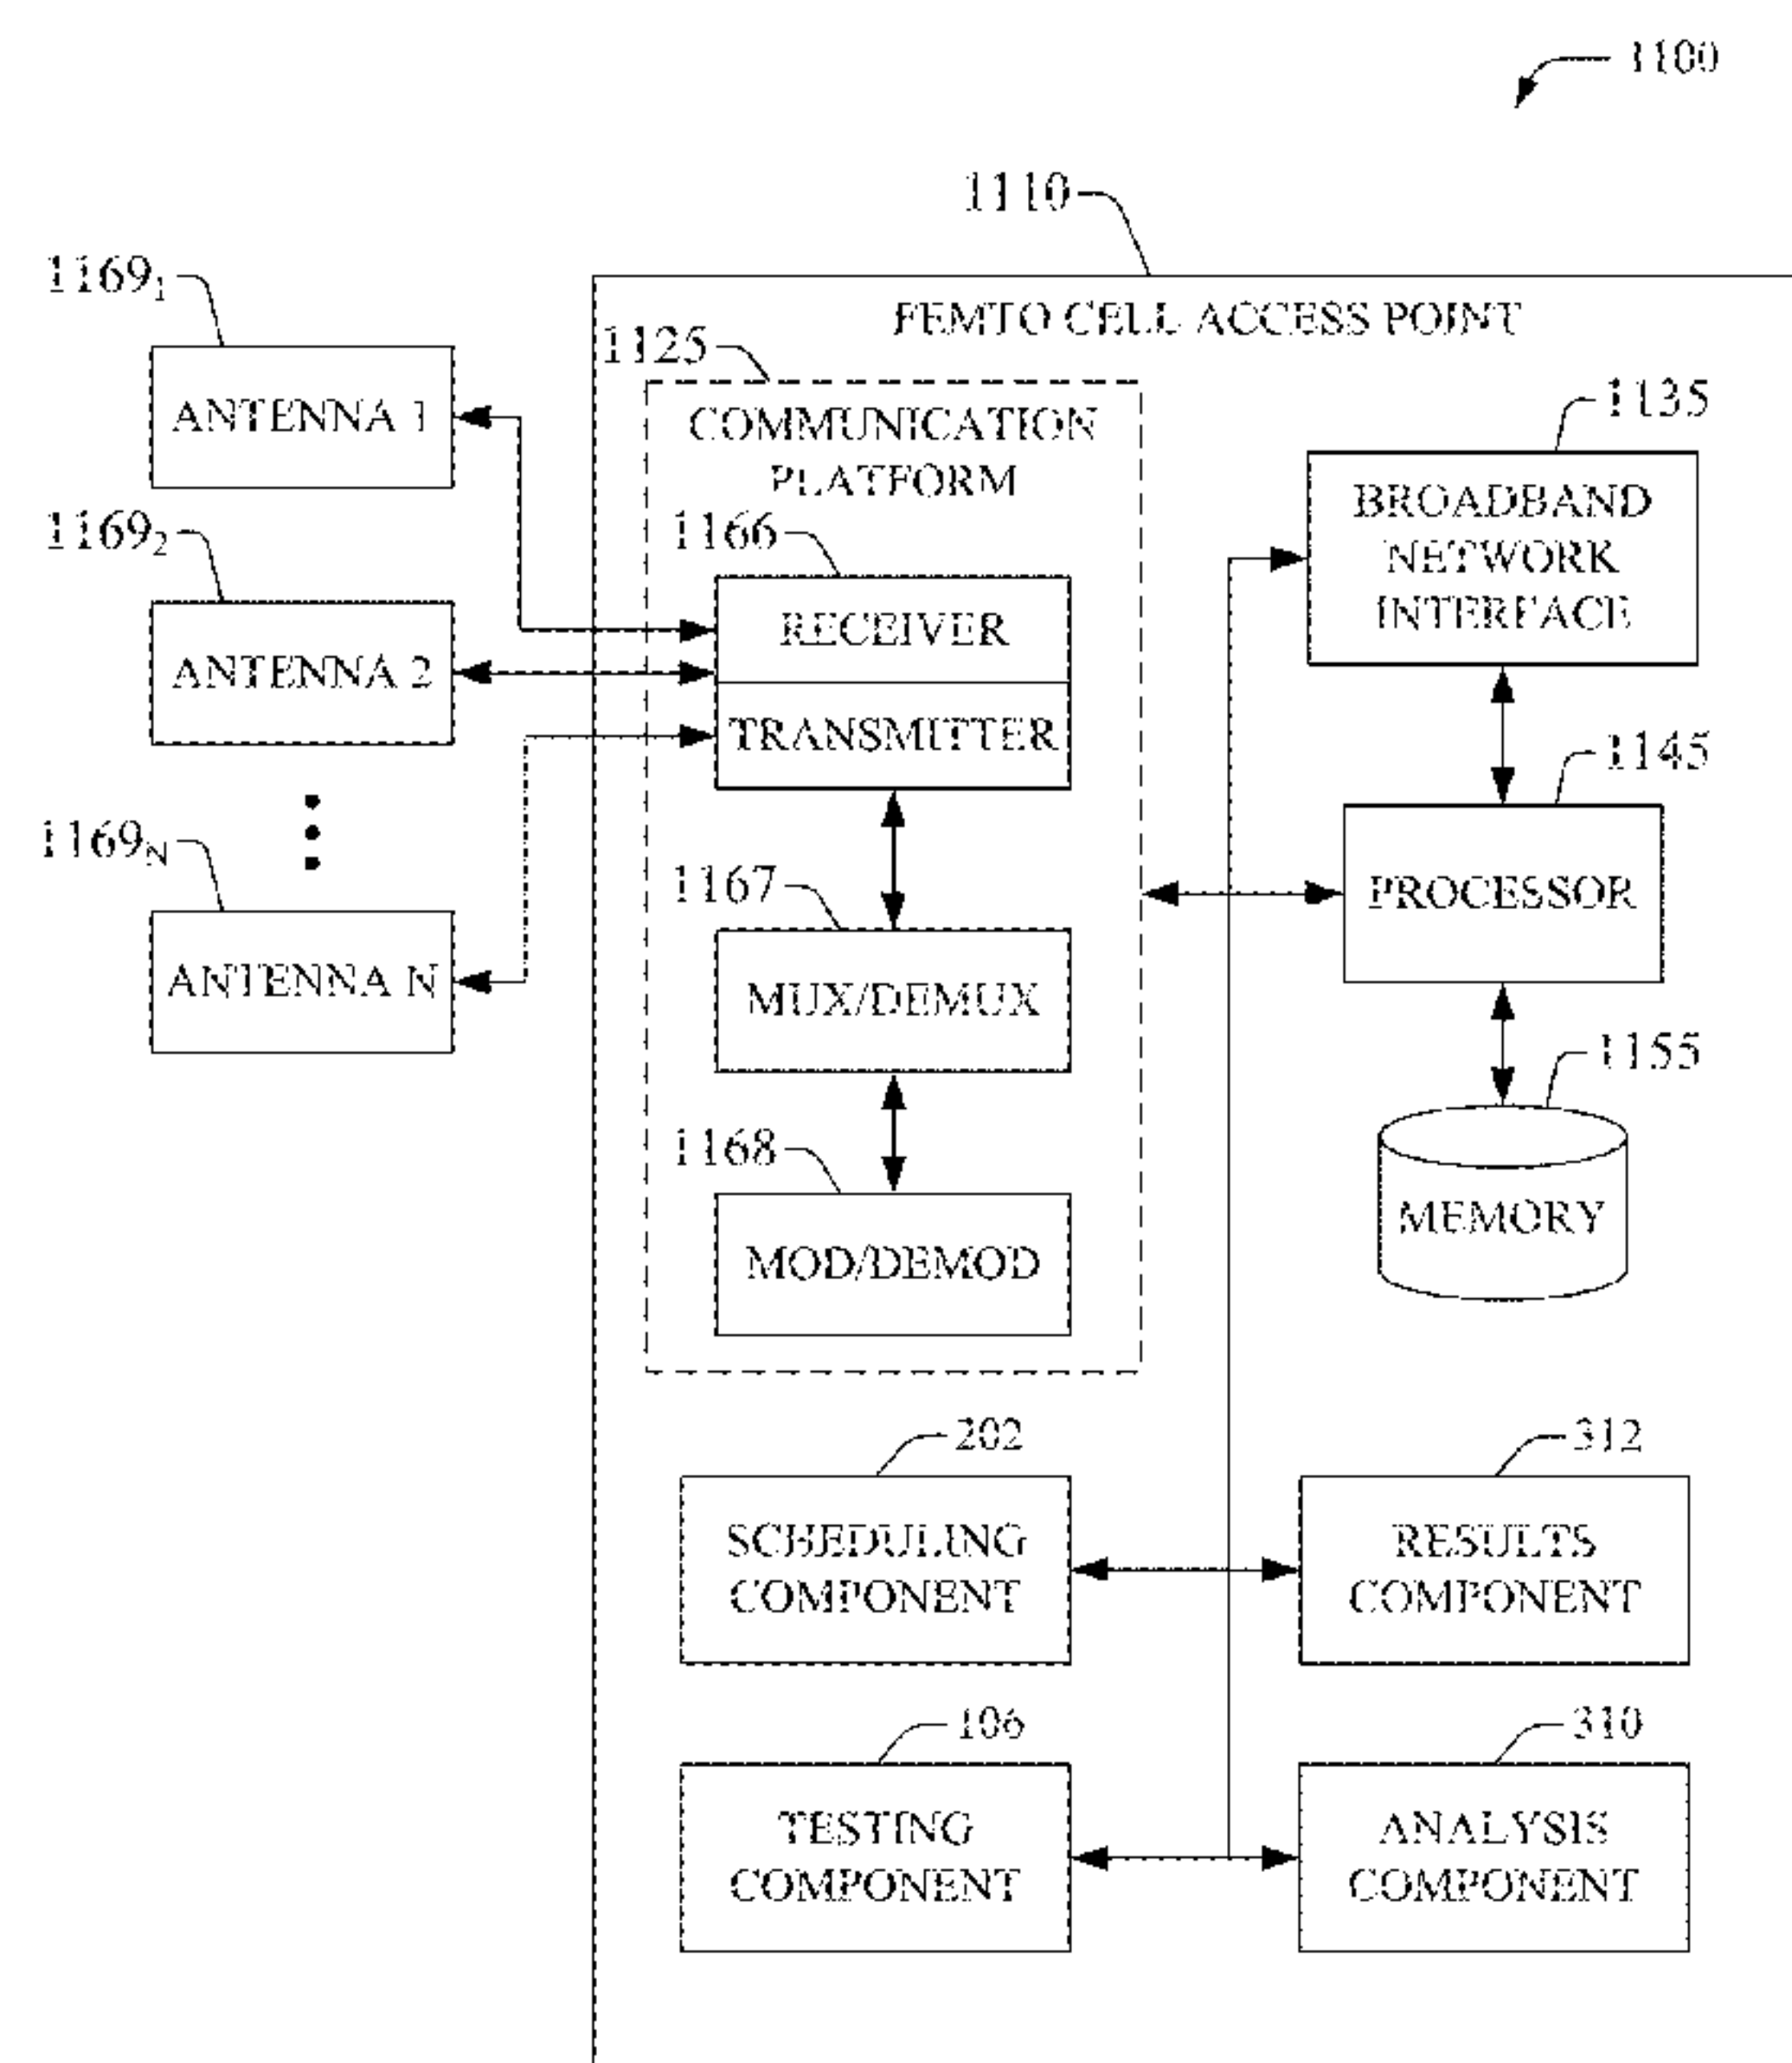 1100
1110
1169₁
FEMTO CELL ACCESS POINT
1125
ANTENNA 1
COMMUNICATION
PLATFORM
1135
BROADBAND
NETWORK
INTERFACE
1169₂
1166
RECEIVER
ANTENNA 2
TRANSMITTER
1145
1169N
1167
PROCESSOR
ANTENNA N
MUX/DEMUX
1155
1168
MEMORY
MOD/DEMOD
202
312
SCHEDULING
COMPONENT
RESULTS
COMPONENT
106
310
TESTING
COMPONENT
ANALYSIS
COMPONENT